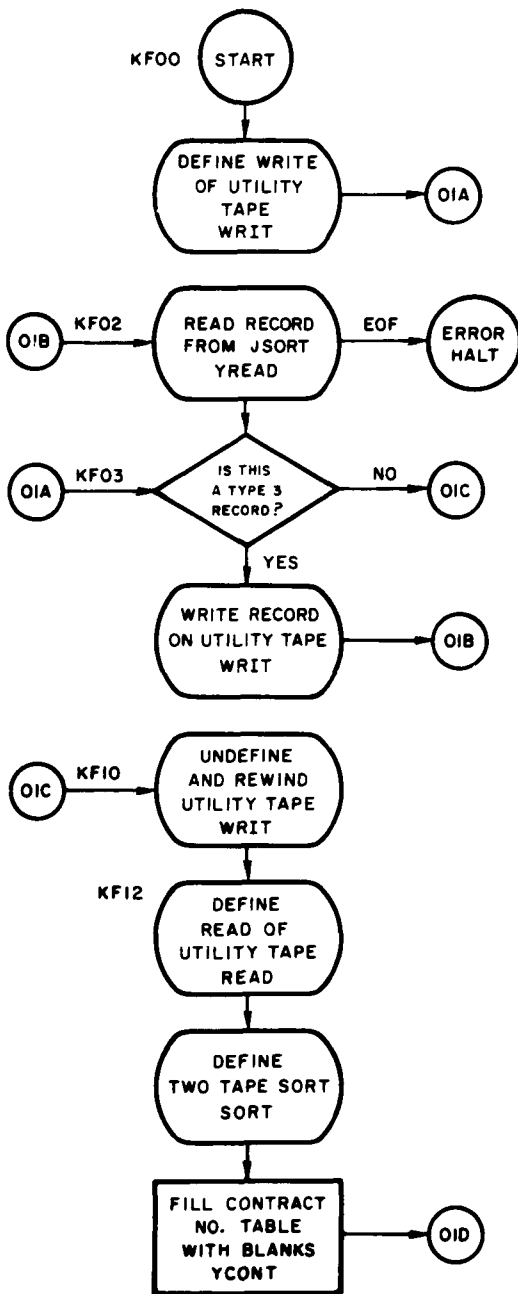 KF00
START
DEFINE WRITE
OF UTILITY
TAPE
WRIT
01A
01B
KF02
READ RECORD
FROM JSORT
YREAD
EOF
ERROR
HALT
01A
KF03
IS THIS
A TYPE 3
RECORD?
NO
01C
YES
WRITE RECORD
ON UTILITY TAPE
WRIT
01B
01C
KF10
UNDEFINE
AND REWIND
UTILITY TAPE
WRIT
KF12
DEFINE
READ OF
UTILITY TAPE
READ
DEFINE
TWO TAPE SORT
SORT
FILL CONTRACT
NO. TABLE
WITH BLANKS
YCONT
01D